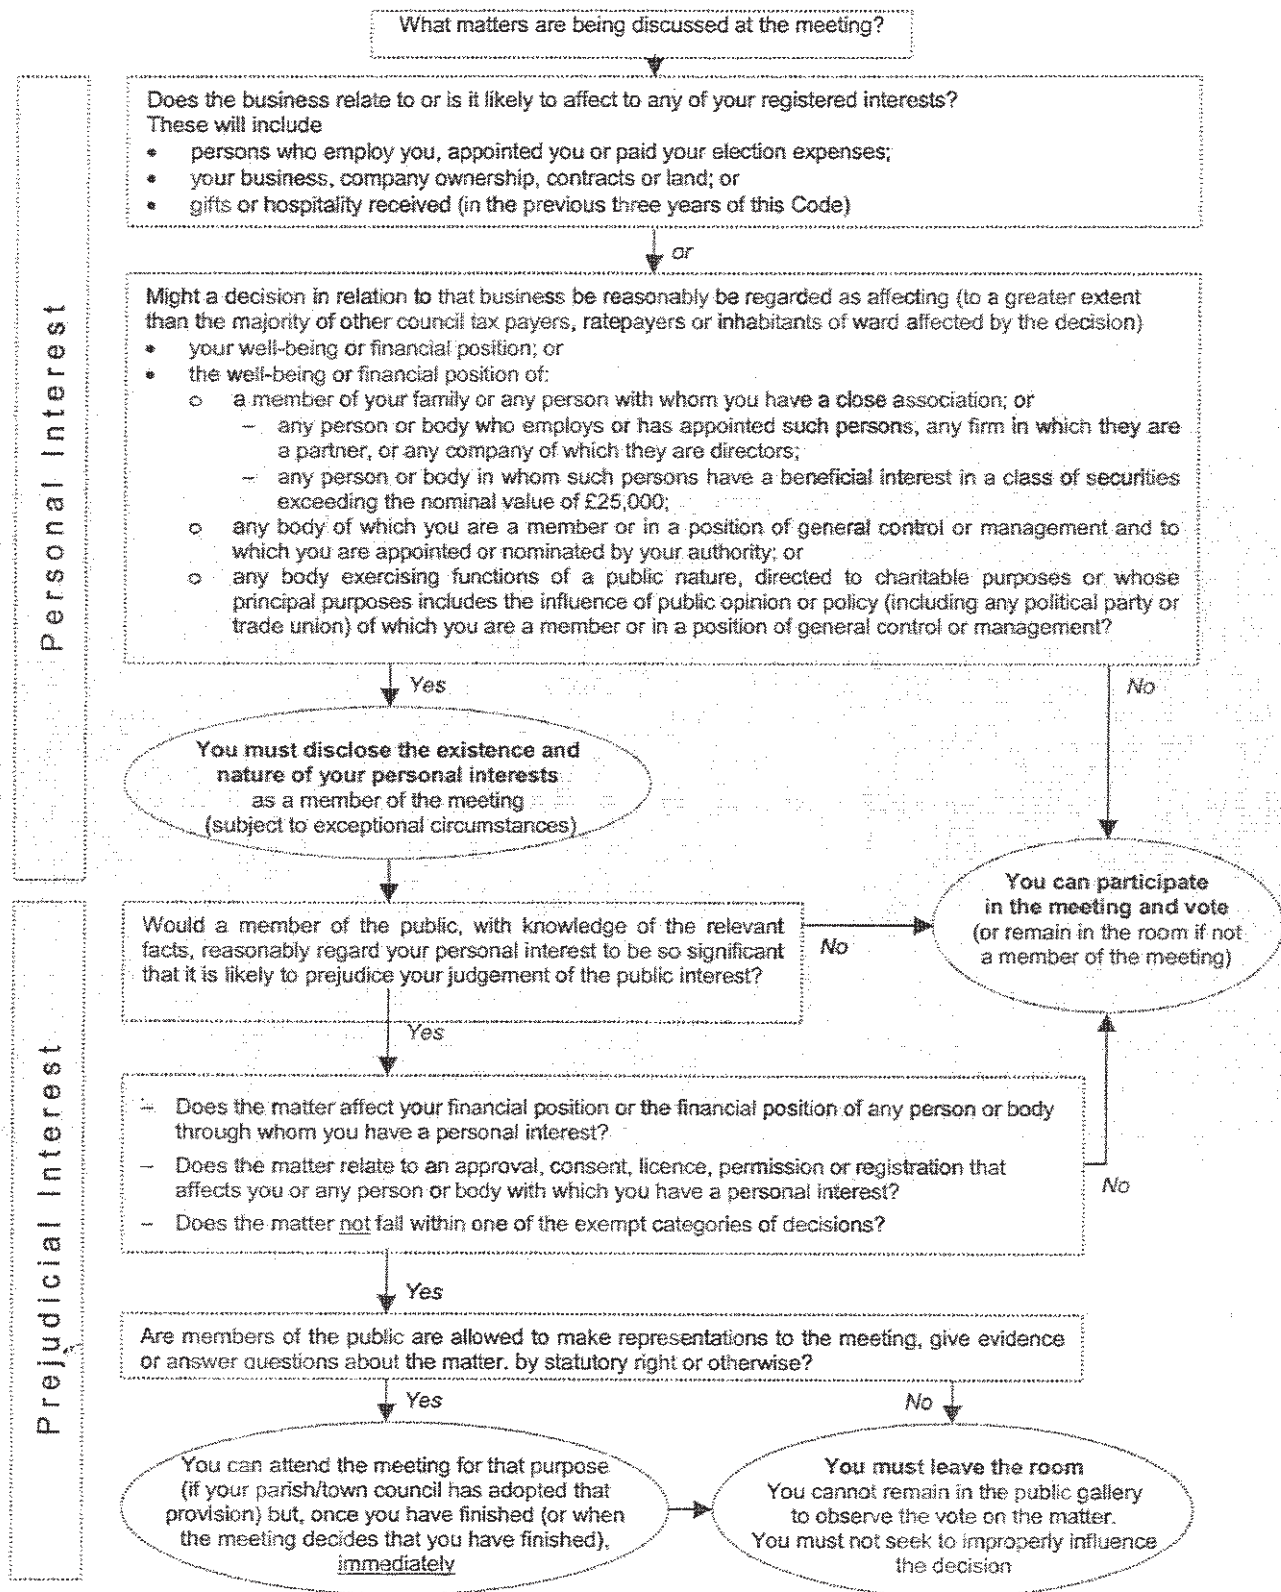 What matters are being discussed at the meeting?
Personal Interest
Does the business relate to or is it likely to affect to any of your registered interests?
These will include
• persons who employ you, appointed you or paid your election expenses;
• your business, company ownership, contracts or land; or
• gifts or hospitality received (in the previous three years of this Code)
or
Might a decision in relation to that business be reasonably be regarded as affecting (to a greater extent
than the majority of other council tax payers, ratepayers or inhabitants of ward affected by the decision)
• your well-being or financial position; or
• the well-being or financial position of:
o a member of your family or any person with whom you have a close association; or
– any person or body who employs or has appointed such persons, any firm in which they are
a partner, or any company of which they are directors;
– any person or body in whom such persons have a beneficial interest in a class of securities
exceeding the nominal value of £25,000;
o any body of which you are a member or in a position of general control or management and to
which you are appointed or nominated by your authority; or
o any body exercising functions of a public nature, directed to charitable purposes or whose
principal purposes includes the influence of public opinion or policy (including any political party or
trade union) of which you are a member or in a position of general control or management?
Yes
No
You must disclose the existence and
nature of your personal interests
as a member of the meeting
(subject to exceptional circumstances)
You can participate
in the meeting and vote
(or remain in the room if not
a member of the meeting)
Prejudicial Interest
Would a member of the public, with knowledge of the relevant
facts, reasonably regard your personal interest to be so significant
that it is likely to prejudice your judgement of the public interest?
No
Yes
– Does the matter affect your financial position or the financial position of any person or body
through whom you have a personal interest?
– Does the matter relate to an approval, consent, licence, permission or registration that
affects you or any person or body with which you have a personal interest?
– Does the matter not fall within one of the exempt categories of decisions?
No
Yes
Are members of the public are allowed to make representations to the meeting, give evidence
or answer questions about the matter, by statutory right or otherwise?
Yes
No
You can attend the meeting for that purpose
(if your parish/town council has adopted that
provision) but, once you have finished (or when
the meeting decides that you have finished),
immediately
You must leave the room
You cannot remain in the public gallery
to observe the vote on the matter.
You must not seek to improperly influence
the decision